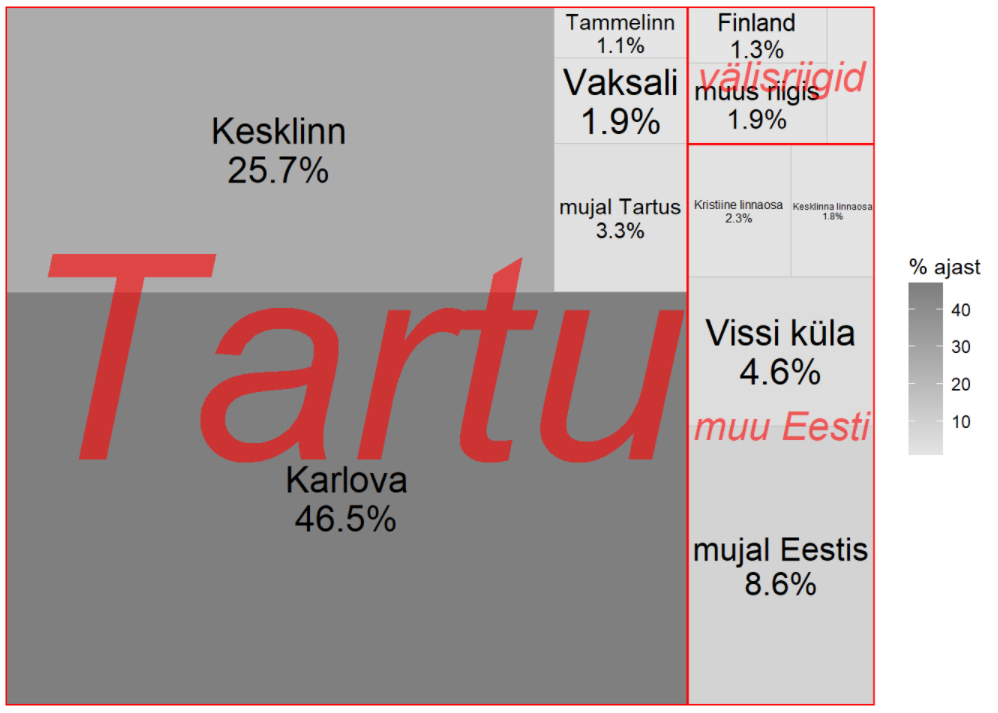 Kesklinn
25.7%
Tammelinn
1.1%
Vaksali
1.9%
mujal Tartus
3.3%
Finland
1.3%
välisriigid
muus riigis
1.9%
Kristiine linnaosa
2.3%
Kesklinna linnaosa
1.8%
Tartu
Karlova
46.5%
Vissi küla
4.6%
muu Eesti
mujal Eestis
8.6%
% ajast
40
30
20
10